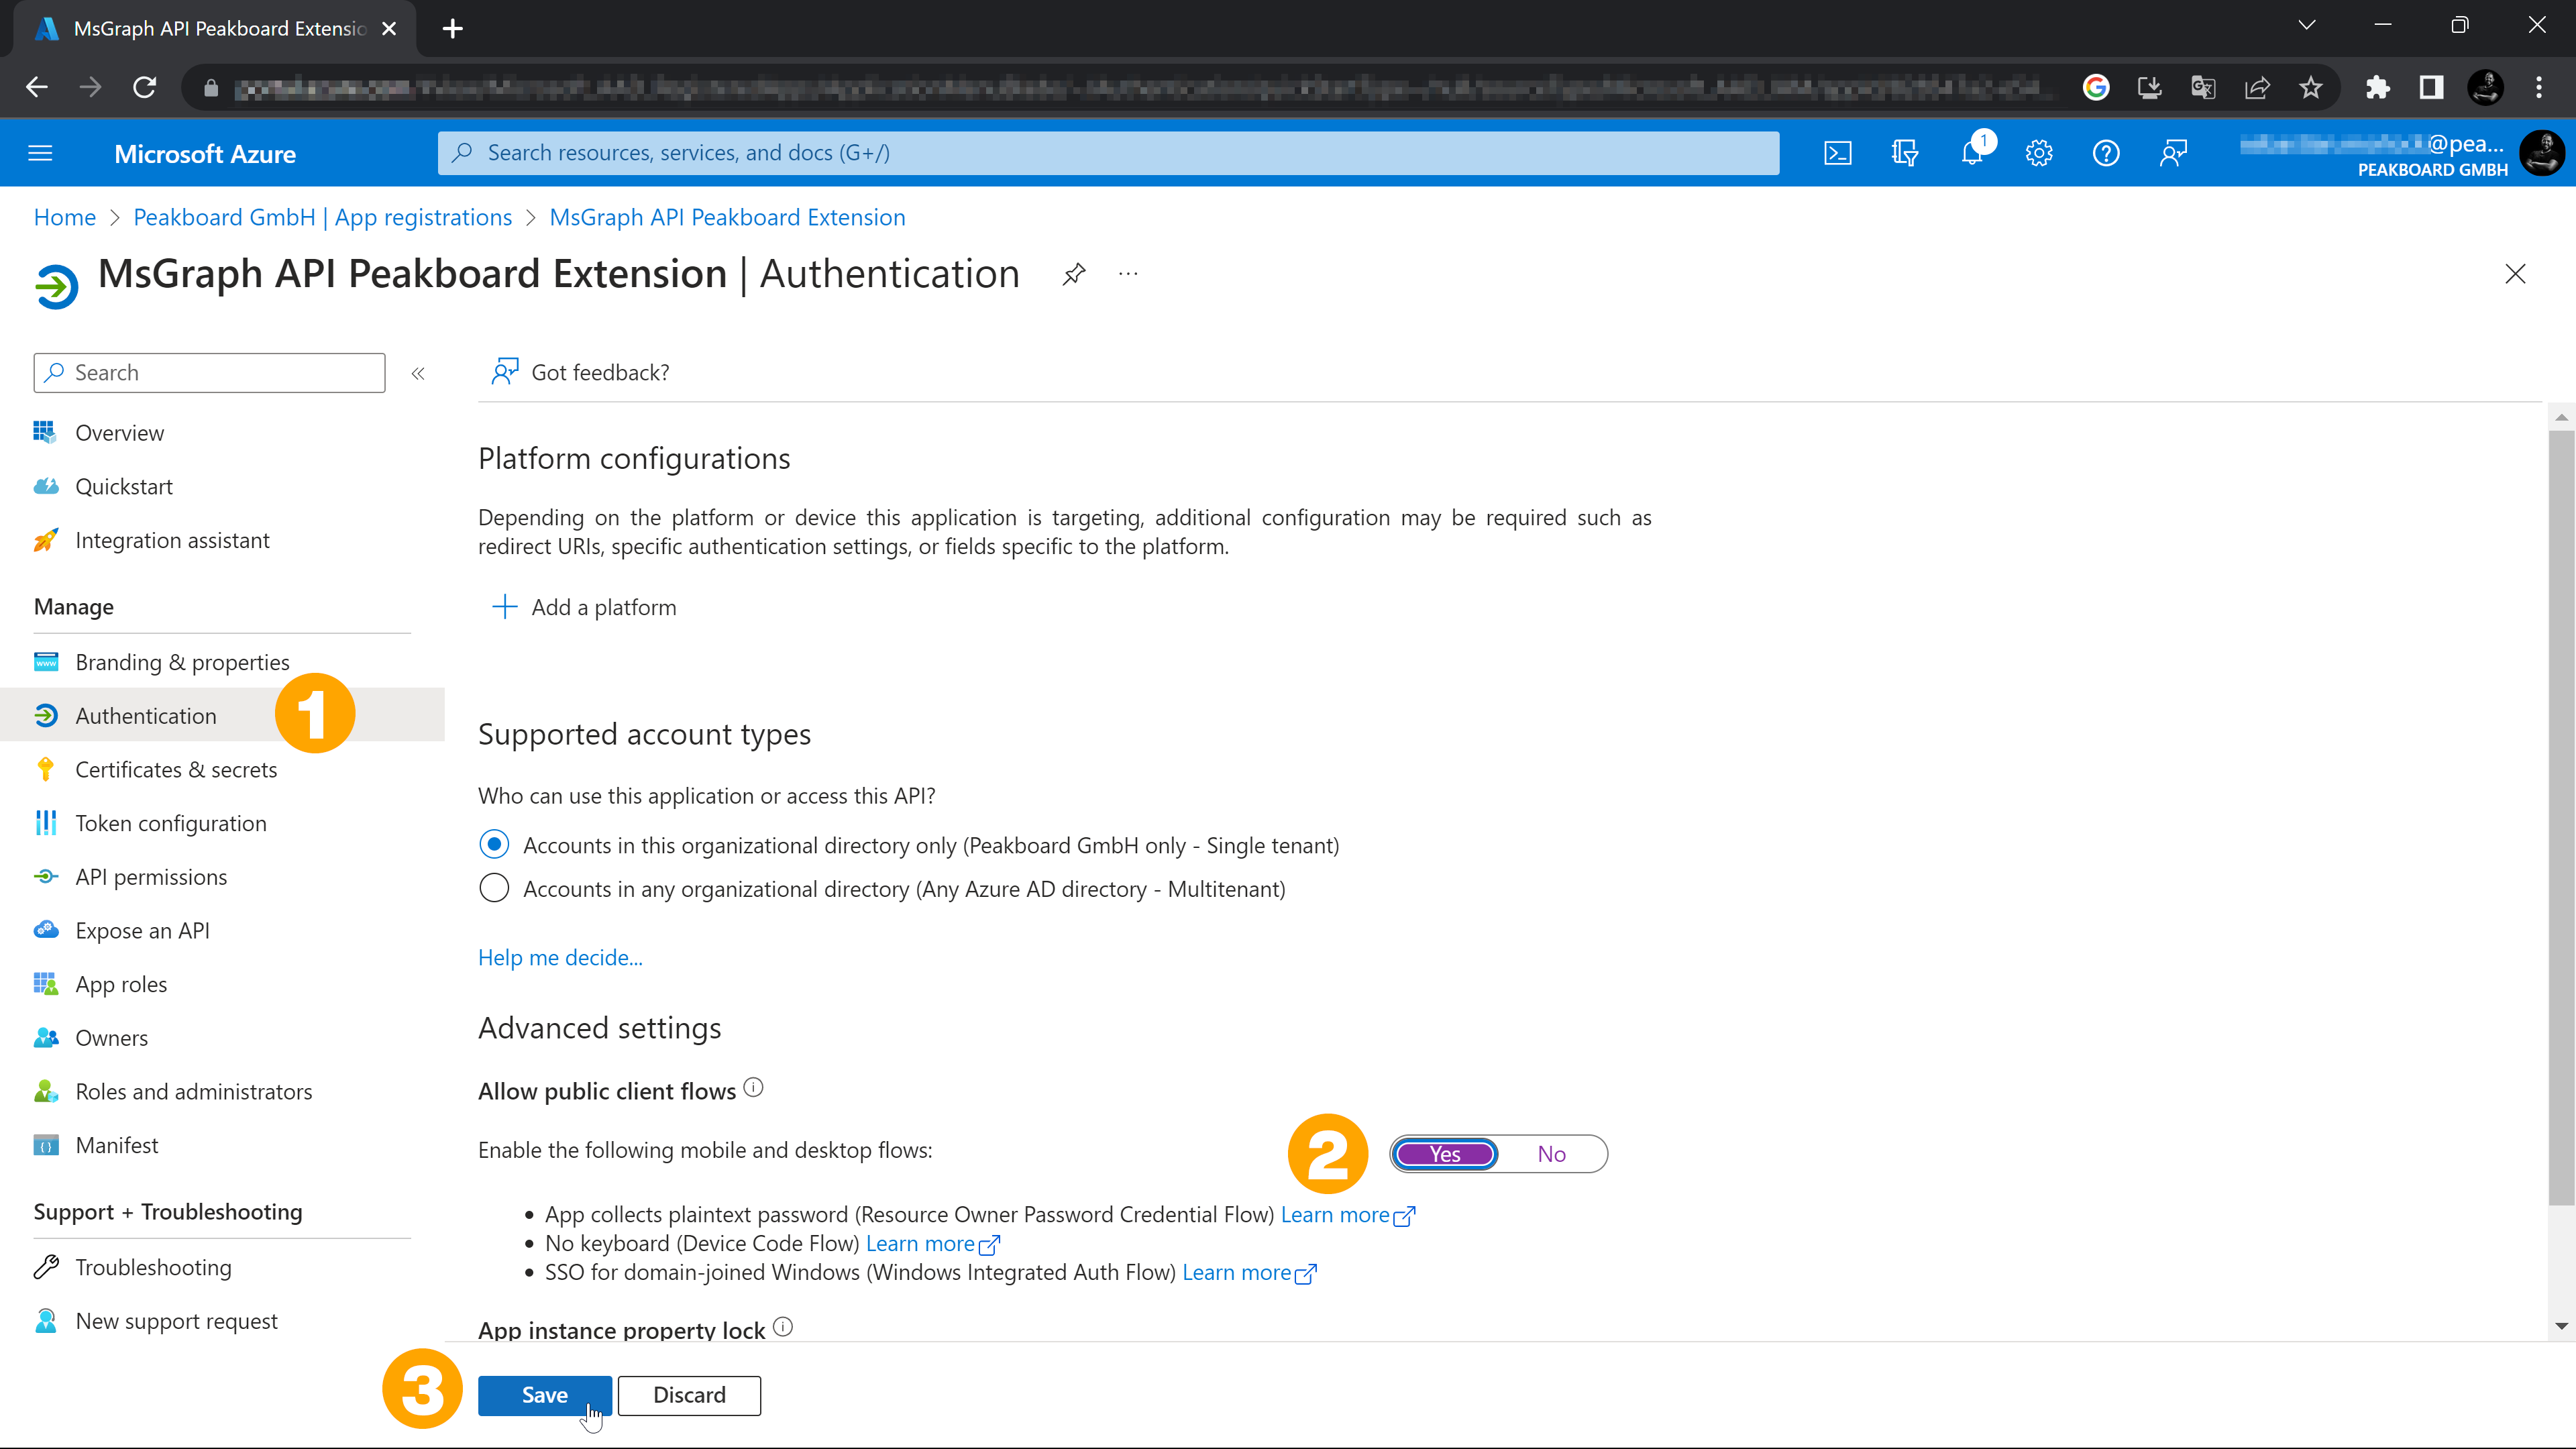 MsGraph API Peakboard Extensio
Microsoft Azure
Search resources, services, and docs (G+/)
1
@pea...
PEAKBOARD GMBH
Home > Peakboard GmbH | App registrations > MsGraph API Peakboard Extension
MsGraph API Peakboard Extension | Authentication
Search
Got feedback?
Overview
Quickstart
Integration assistant
Manage
Branding & properties
Authentication
1
Certificates & secrets
Token configuration
API permissions
Expose an API
App roles
Owners
Roles and administrators
Manifest
Support + Troubleshooting
Troubleshooting
New support request
Platform configurations
Depending on the platform or device this application is targeting, additional configuration may be required such as
redirect URIs, specific authentication settings, or fields specific to the platform.
Add a platform
Supported account types
Who can use this application or access this API?
Accounts in this organizational directory only (Peakboard GmbH only - Single tenant)
Accounts in any organizational directory (Any Azure AD directory - Multitenant)
Help me decide...
Advanced settings
Allow public client flows
Enable the following mobile and desktop flows:
2
Yes No
• App collects plaintext password (Resource Owner Password Credential Flow) Learn more
• No keyboard (Device Code Flow) Learn more
• SSO for domain-joined Windows (Windows Integrated Auth Flow) Learn more
App instance property lock
3
Save Discard